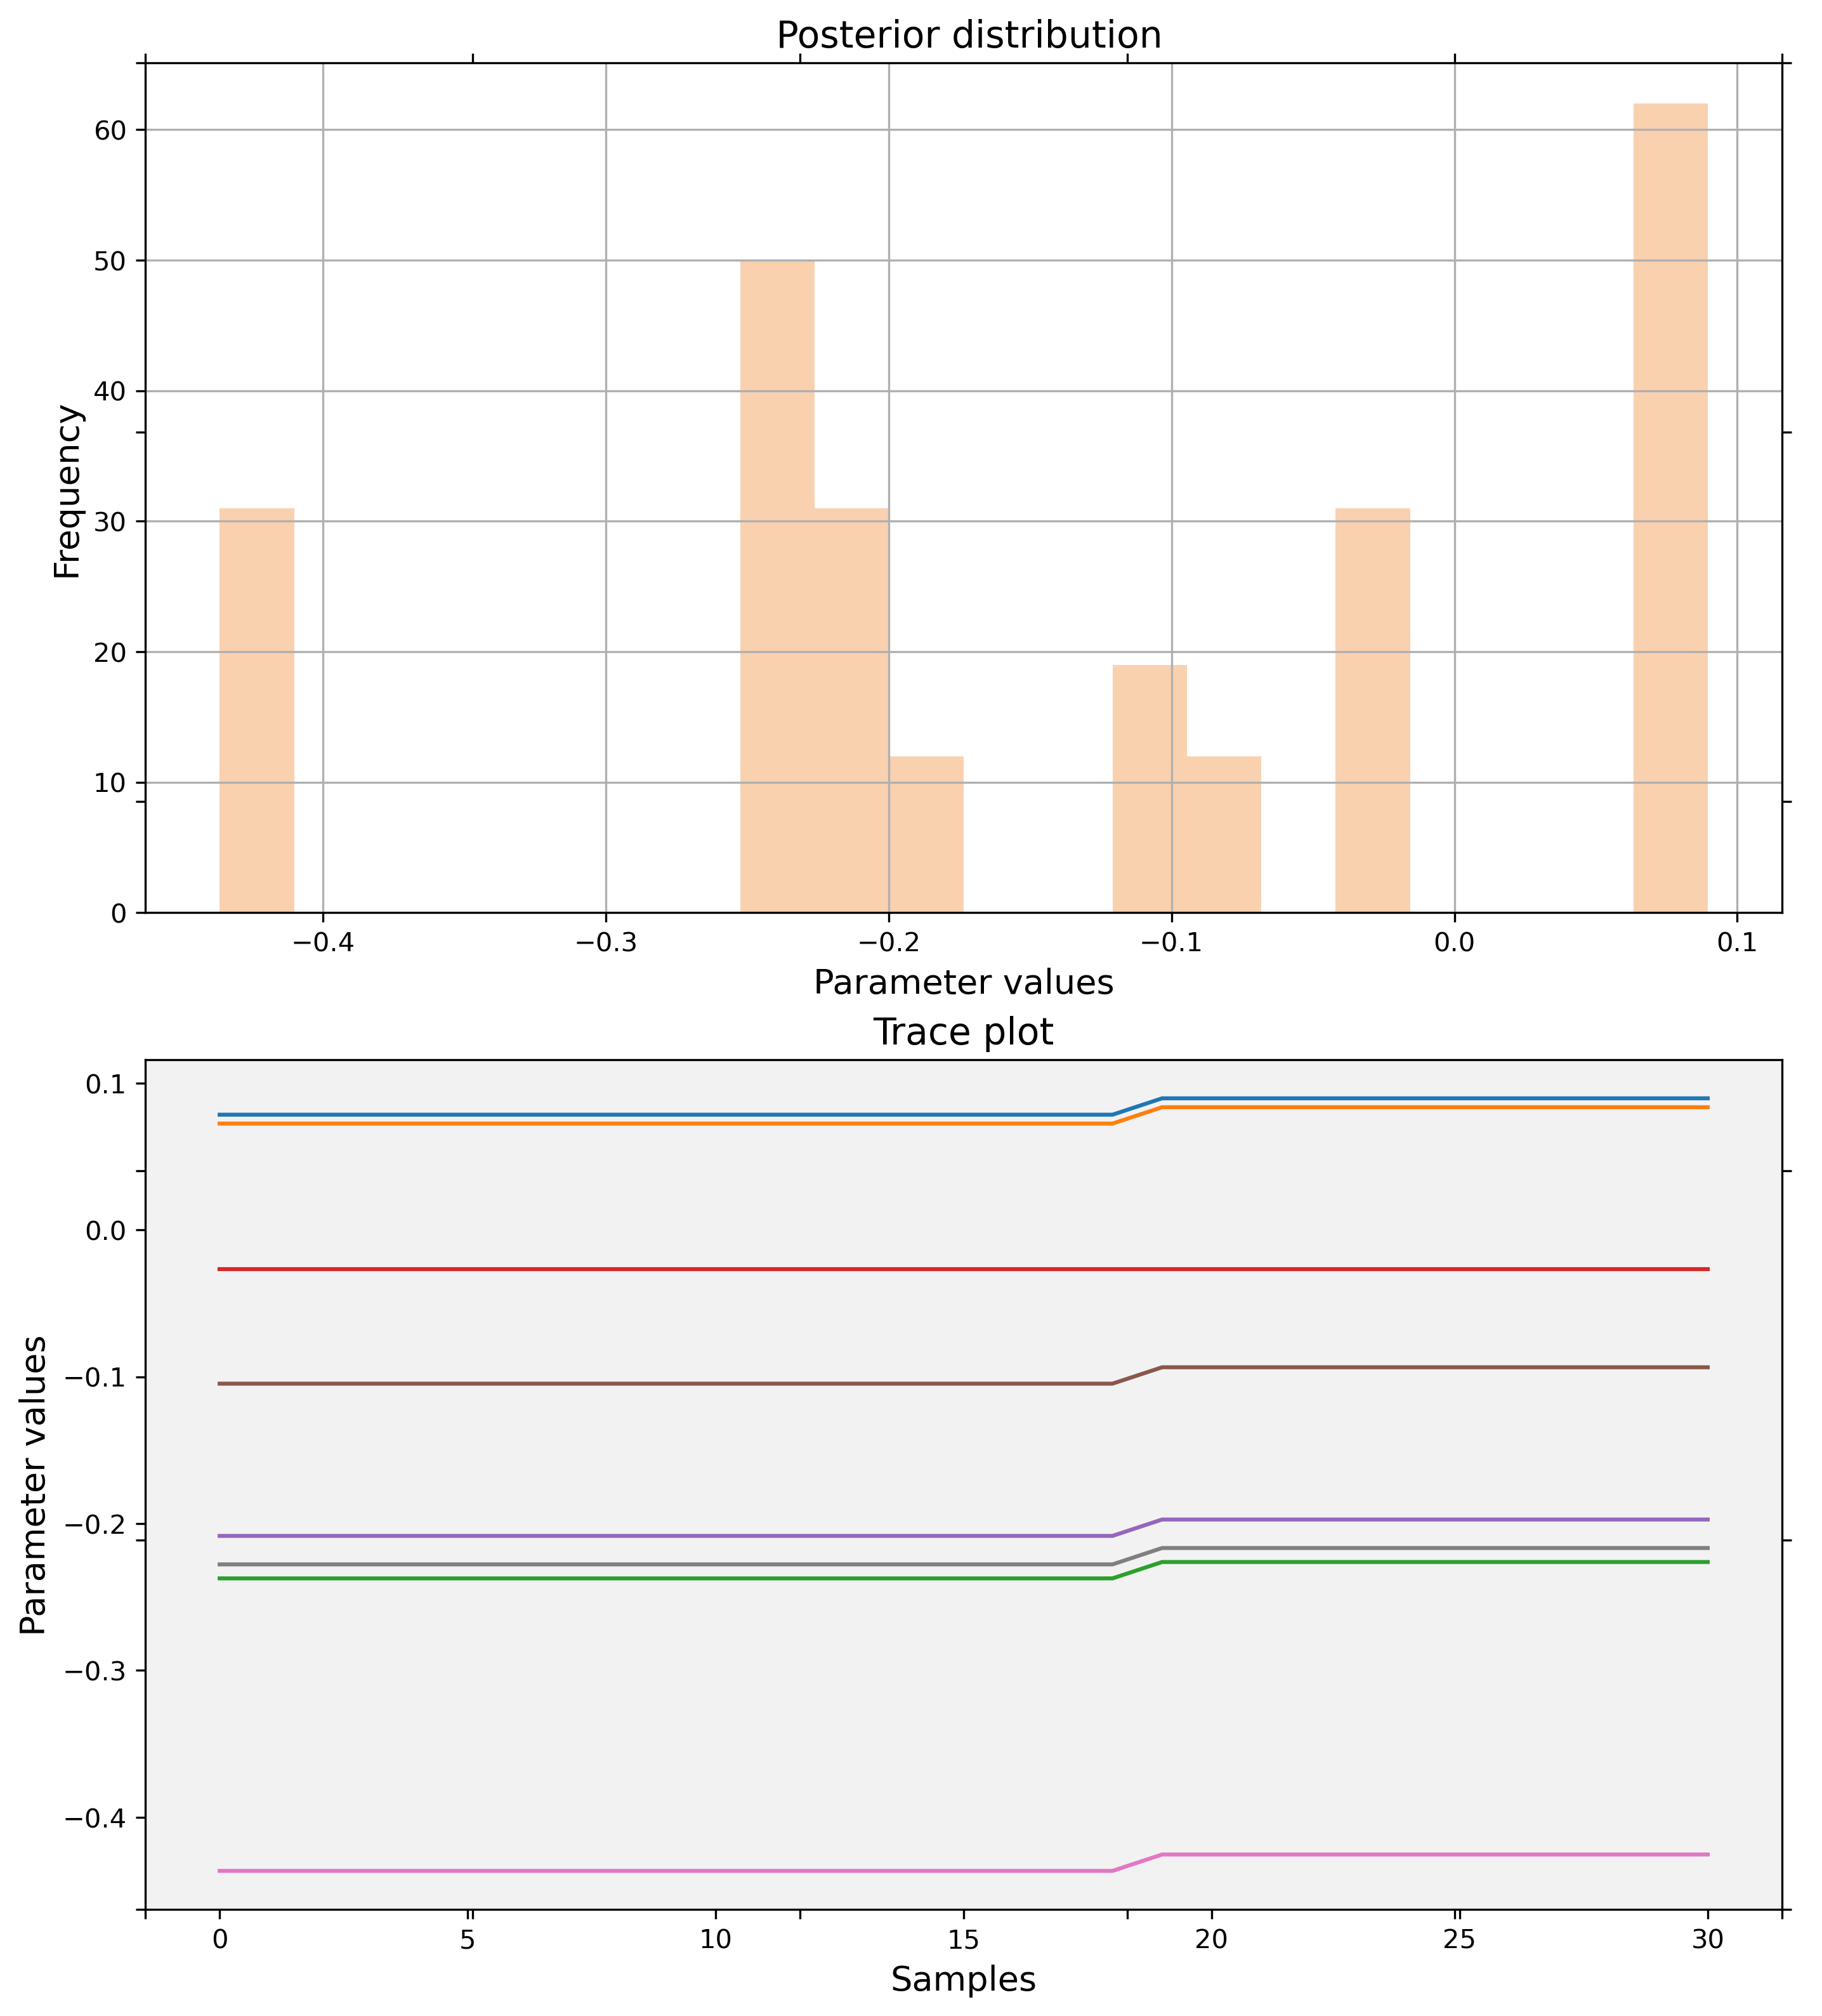 Posterior distribution
60
50
40
30
20
10
0
Frequency
−0.4 −0.3 −0.2 −0.1 0.0 0.1
Parameter values
Trace plot
0.1
0.0
−0.1
−0.2
−0.3
−0.4
Parameter values
0 5 10 15 20 25 30
Samples